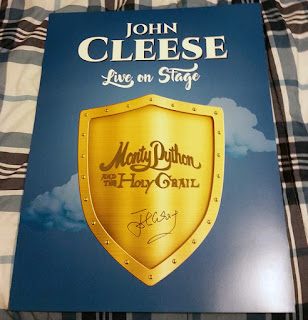 JOHN
CLEESE
Live on Stage
Monty Python
AND THE HOLY GRAIL